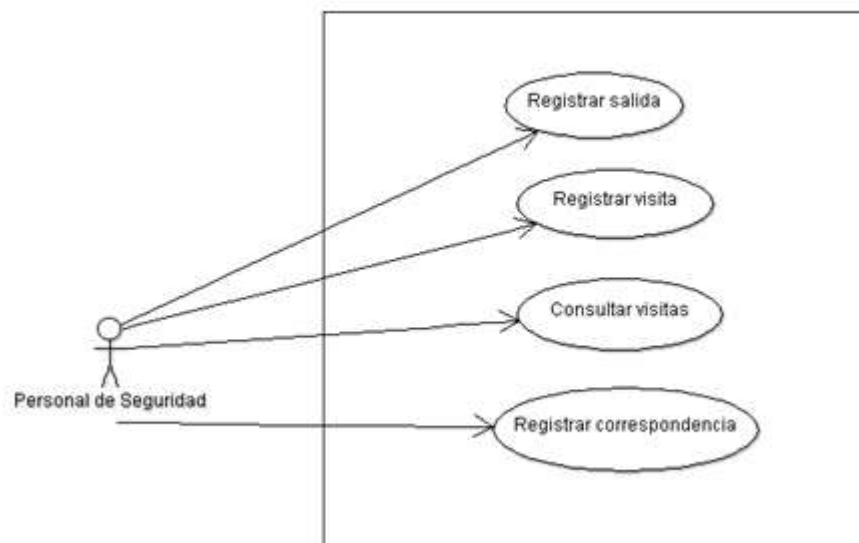 Registrar salida
Registrar visita
Consultar visitas
Personal de Seguridad
Registrar correspondencia